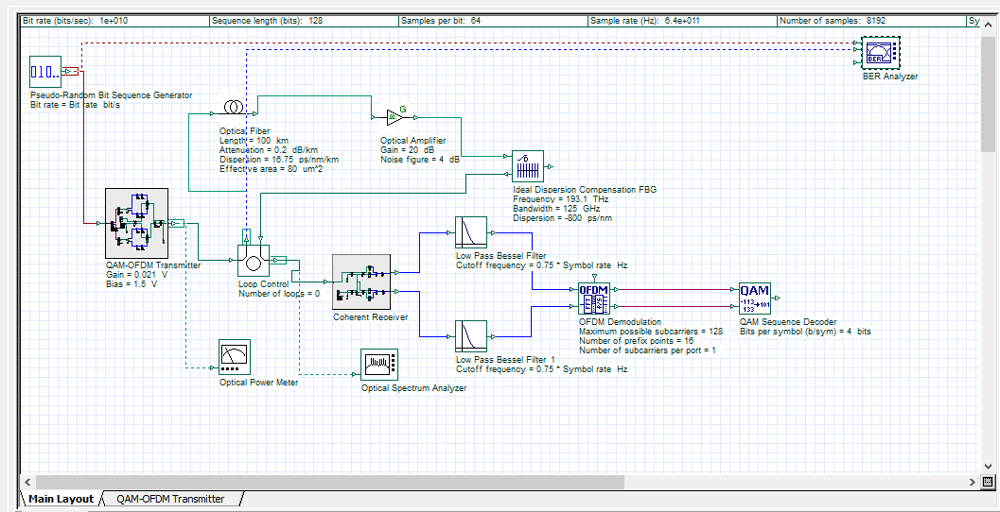 Bit rate (bits/sec): 1e+010 Sequence length (bits): 128 Samples per bit: 64 Sample rate (Hz): 6.4e+011 Number of samples: 8192 Sy
010..
Pseudo-Random Bit Sequence Generator
Bit rate = Bit rate bit/s
BER
BER Analyzer
Optical Fiber
Length = 100 km
Attenuation = 0.2 dB/km
Dispersion = 16.75 ps/nm/km
Effective area = 80 um^2
G
Optical Amplifier
Gain = 20 dB
Noise figure = 4 dB
D
Ideal Dispersion Compensation FBG
Frequency = 193.1 THz
Bandwidth = 125 GHz
Dispersion = -800 ps/nm
QAM-OFDM Transmitter
Gain = 0.021 V
Bias = 1.5 V
Loop Control
Number of loops = 0
Coherent Receiver
Low Pass Bessel Filter
Cutoff frequency = 0.75 * Symbol rate Hz
OFDM
OFDM Demodulation
Maximum possible subcarriers = 128
Number of prefix points = 16
Number of subcarriers per port = 1
QAM
-113
133
101
QAM Sequence Decoder
Bits per symbol (b/sym) = 4 bits
Low Pass Bessel Filter 1
Cutoff frequency = 0.75 * Symbol rate Hz
Optical Power Meter
Optical Spectrum Analyzer
Main Layout QAM-OFDM Transmitter